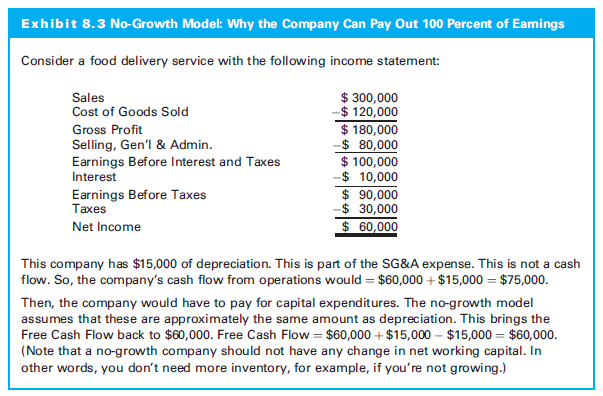 Exhibit 8.3 No-Growth Model: Why the Company Can Pay Out 100 Percent of Earnings
Consider a food delivery service with the following income statement:
Sales $ 300,000
Cost of Goods Sold –$ 120,000
Gross Profit $ 180,000
Selling, Gen'l & Admin. –$ 80,000
Earnings Before Interest and Taxes $ 100,000
Interest –$ 10,000
Earnings Before Taxes $ 90,000
Taxes –$ 30,000
Net Income $ 60,000
This company has $15,000 of depreciation. This is part of the SG&A expense. This is not a cash
flow. So, the company's cash flow from operations would = $60,000 + $15,000 = $75,000.
Then, the company would have to pay for capital expenditures. The no-growth model
assumes that these are approximately the same amount as depreciation. This brings the
Free Cash Flow back to $60,000. Free Cash Flow = $60,000 + $15,000 – $15,000 = $60,000.
(Note that a no-growth company should not have any change in net working capital. In
other words, you don't need more inventory, for example, if you're not growing.)